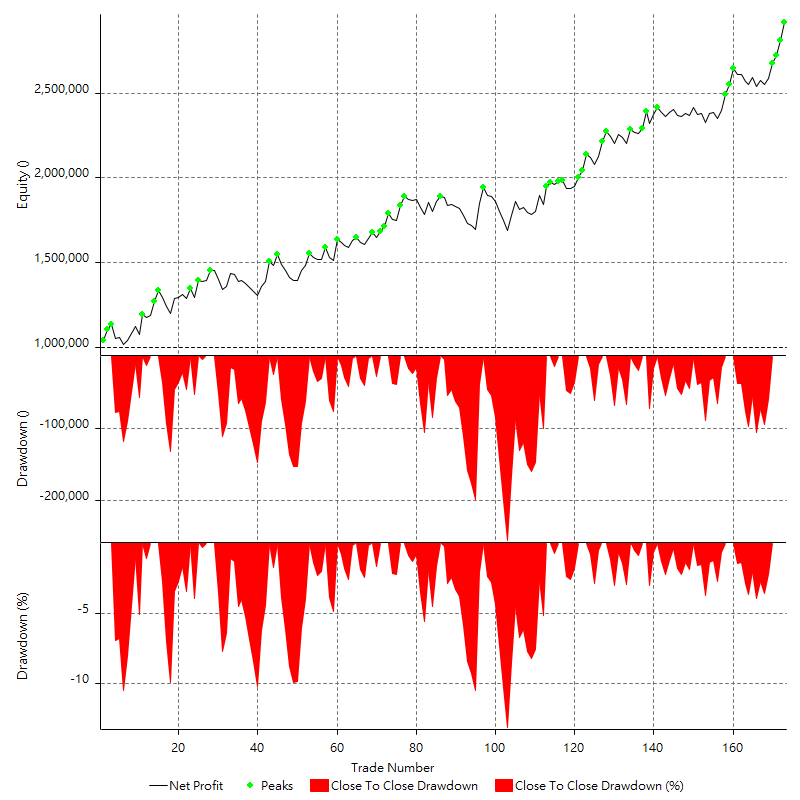 2,500,000
2,000,000
Equity ()
1,500,000
1,000,000
-100,000
Drawdown ()
-200,000
-5
Drawdown (%)
-10
20 40 60 80 100 120 140 160
Trade Number
Net Profit Peaks Close To Close Drawdown Close To Close Drawdown (%)